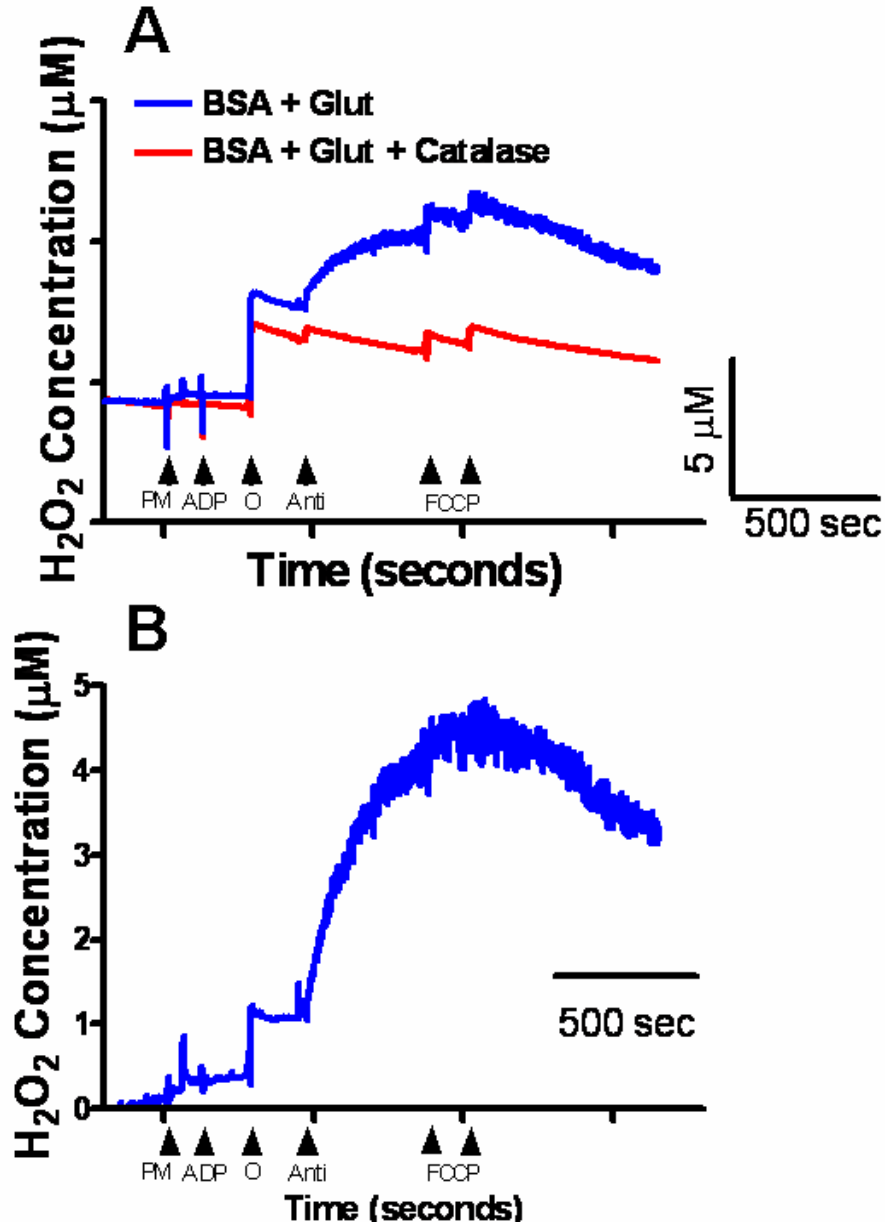 A
H₂O₂ Concentration (μM)
BSA + Glut
BSA + Glut + Catalase
PM ADP O Anti FCCP
5 μM
500 sec
Time (seconds)
B
H₂O₂ Concentration (μM)
5
4
3
2
1
0
500 sec
PM ADP O Anti FCCP
Time (seconds)